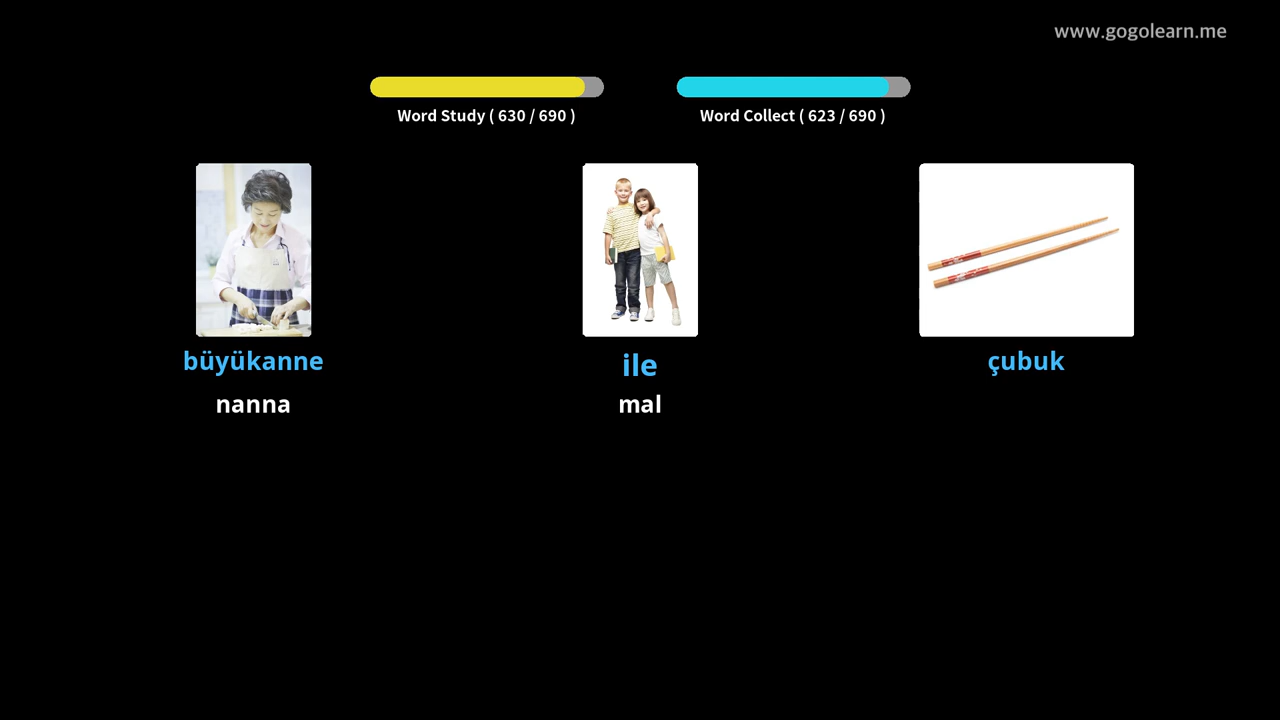 www.gogolearn.me
Word Study ( 630 / 690 )
Word Collect ( 623 / 690 )
büyükanne
ile
çubuk
nanna
mal